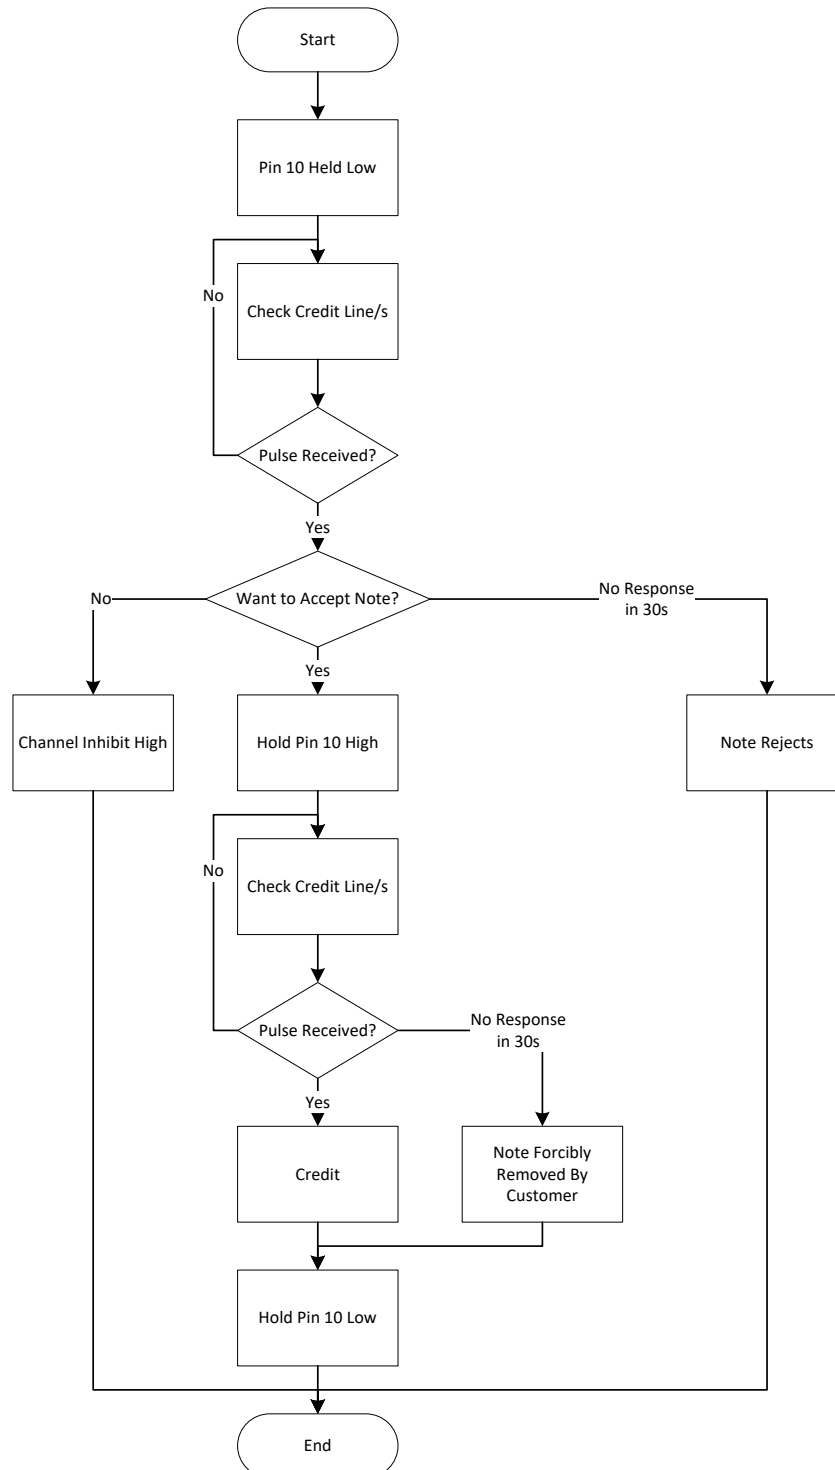 Start
Pin 10 Held Low
No
Check Credit Line/s
Pulse Received?
Yes
No
Want to Accept Note?
No Response
in 30s
Yes
Channel Inhibit High
Hold Pin 10 High
Note Rejects
No
Check Credit Line/s
Pulse Received?
No Response
in 30s
Yes
Credit
Note Forcibly
Removed By
Customer
Hold Pin 10 Low
End